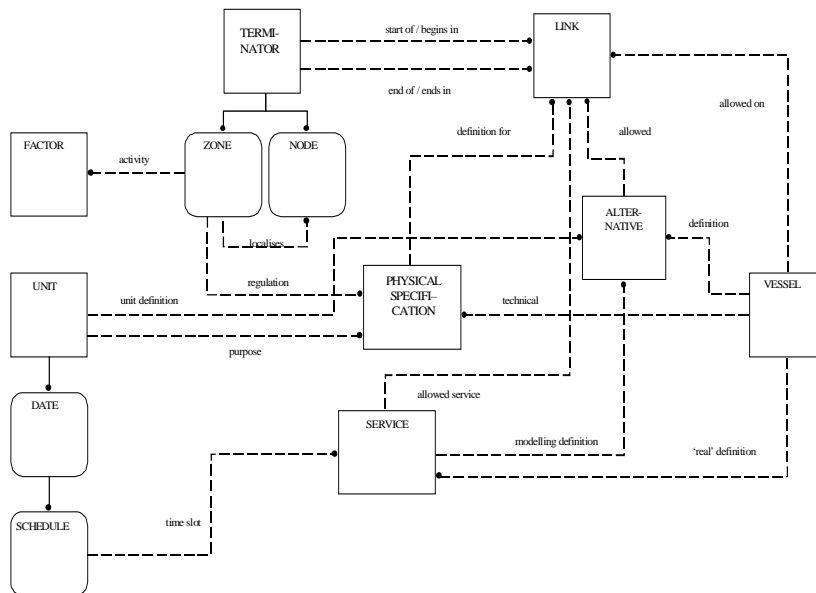 TERMI-
NATOR
start of / begins in
LINK
end of / ends in
allowed on
FACTOR
activity
ZONE
NODE
definition for
allowed
localises
ALTER-
NATIVE
definition
regulation
UNIT
unit definition
PHYSICAL
SPECIFI–
CATION
technical
VESSEL
purpose
DATE
allowed service
SERVICE
modelling definition
‘real’ definition
SCHEDULE
time slot